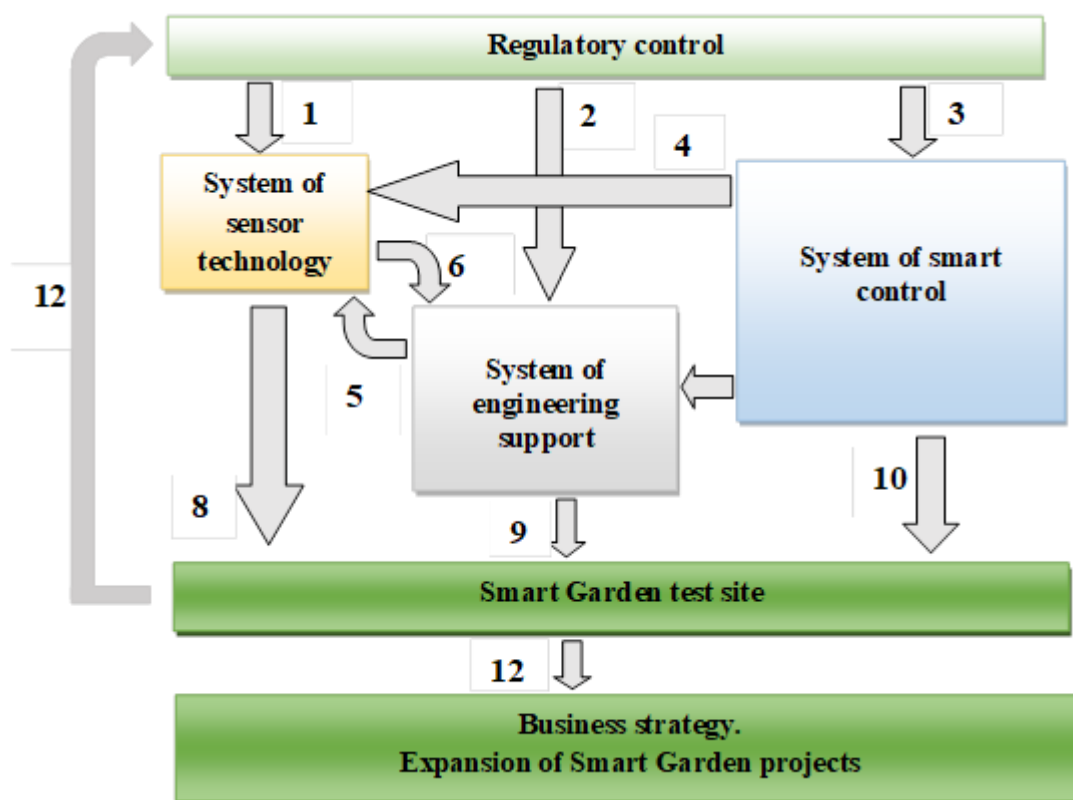 Regulatory control
1
2
3
4
System of
sensor
technology
System of smart
control
6
12
System of
engineering
support
5
10
8
9
Smart Garden test site
12
Business strategy.
Expansion of Smart Garden projects